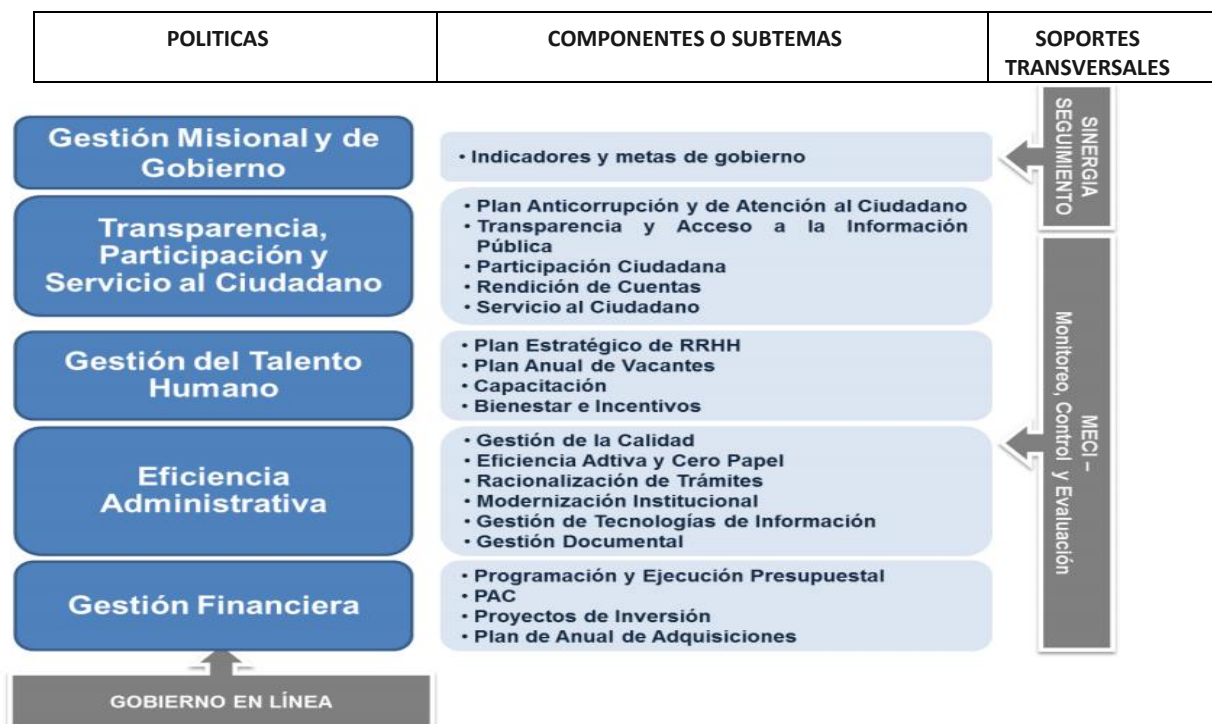 POLITICAS
COMPONENTES O SUBTEMAS
SOPORTES
TRANSVERSALES
Gestión Misional y de
Gobierno
• Indicadores y metas de gobierno
SINERGIA
SEGUIMIENTO
Transparencia,
Participación y
Servicio al Ciudadano
• Plan Anticorrupción y de Atención al Ciudadano
• Transparencia y Acceso a la Información
Pública
• Participación Ciudadana
• Rendición de Cuentas
• Servicio al Ciudadano
Gestión del Talento
Humano
• Plan Estratégico de RRHH
• Plan Anual de Vacantes
• Capacitación
• Bienestar e Incentivos
MECI –
Monitoreo, Control y Evaluación
Eficiencia
Administrativa
• Gestión de la Calidad
• Eficiencia Adtiva y Cero Papel
• Racionalización de Trámites
• Modernización Institucional
• Gestión de Tecnologías de Información
• Gestión Documental
Gestión Financiera
• Programación y Ejecución Presupuestal
• PAC
• Proyectos de Inversión
• Plan de Anual de Adquisiciones
GOBIERNO EN LÍNEA